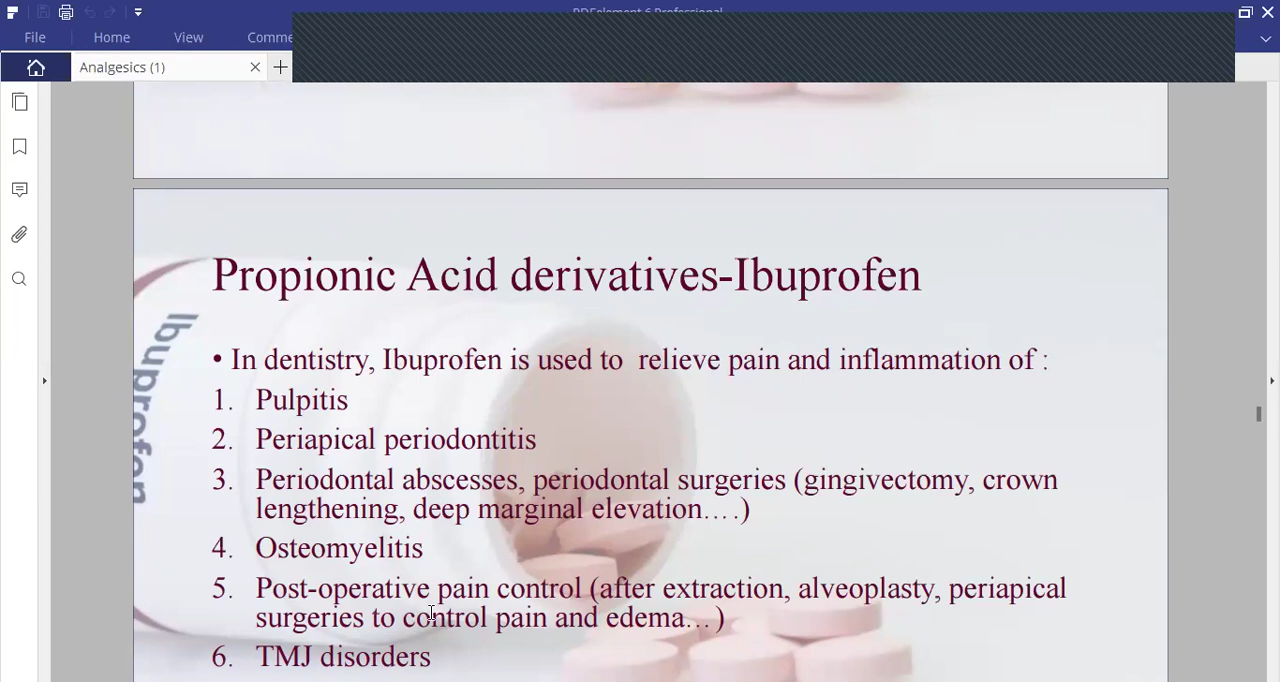 File Home View Comme
Analgesics (1)
Propionic Acid derivatives-Ibuprofen
• In dentistry, Ibuprofen is used to  relieve pain and inflammation of :
1. Pulpitis
2. Periapical periodontitis
3. Periodontal abscesses, periodontal surgeries (gingivectomy, crown
lengthening, deep marginal elevation….)
4. Osteomyelitis
5. Post-operative pain control (after extraction, alveoplasty, periapical
surgeries to control pain and edema…)
6. TMJ disorders
Ibuprofen